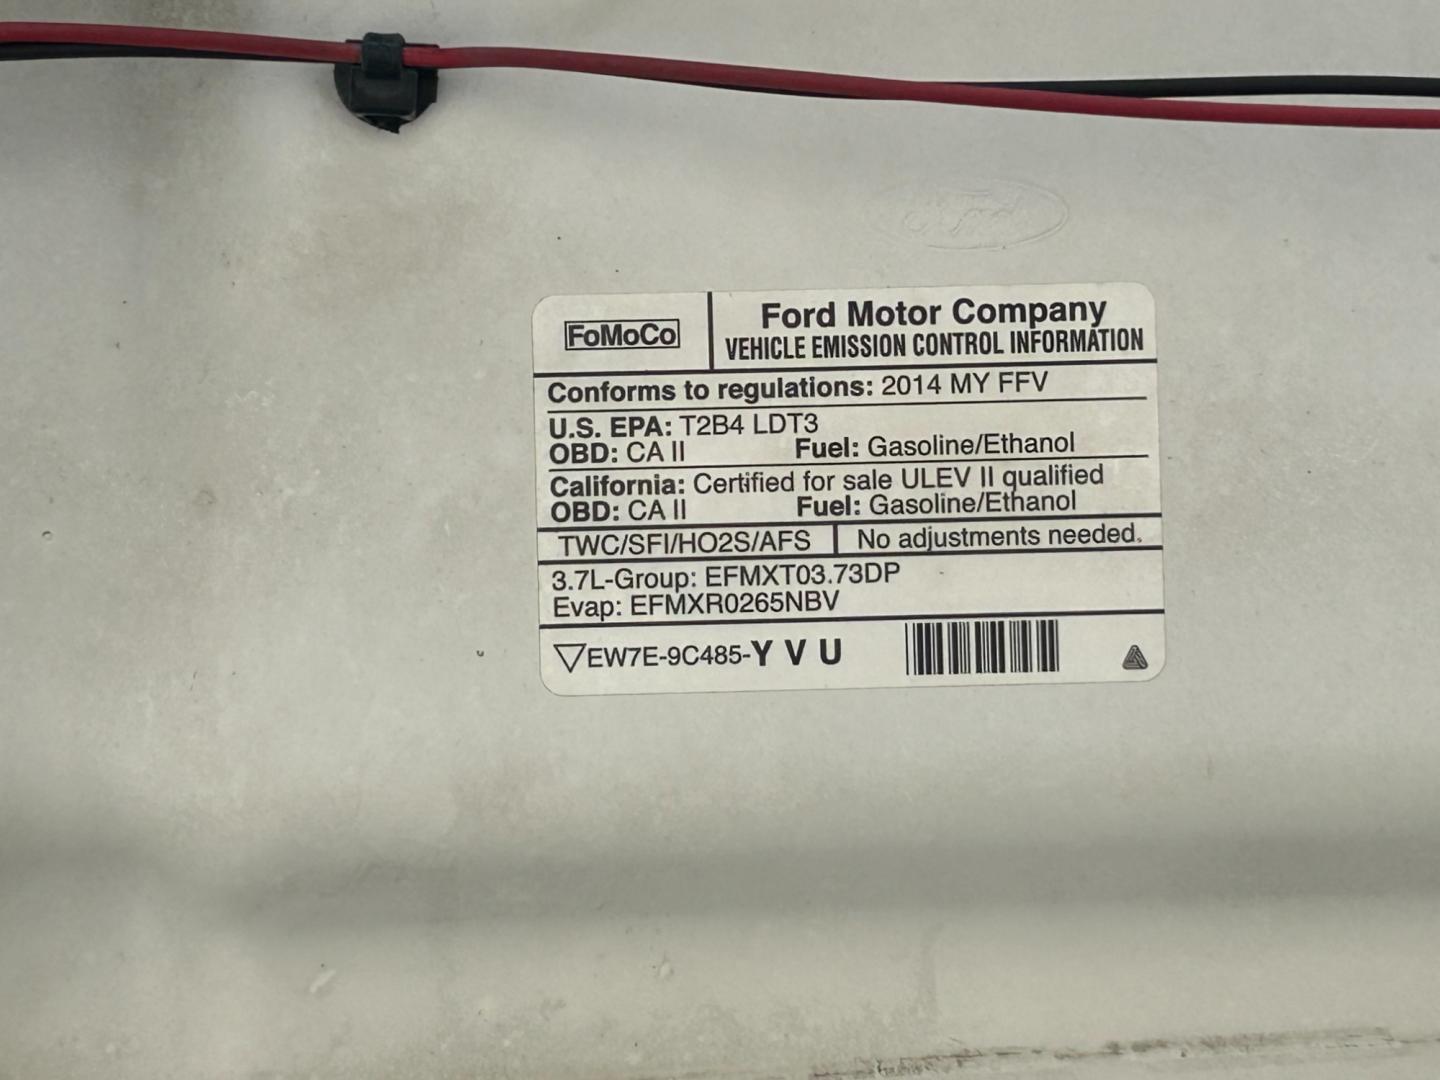 Ford
FoMoCo
Ford Motor Company
VEHICLE EMISSION CONTROL INFORMATION
Conforms to regulations: 2014 MY FFV
U.S. EPA: T2B4 LDT3
OBD: CA II Fuel: Gasoline/Ethanol
California: Certified for sale ULEV II qualified
OBD: CA II Fuel: Gasoline/Ethanol
TWC/SFI/HO2S/AFS No adjustments needed.
3.7L-Group: EFMXT03.73DP
Evap: EFMXR0265NBV
EW7E-9C485-Y V U